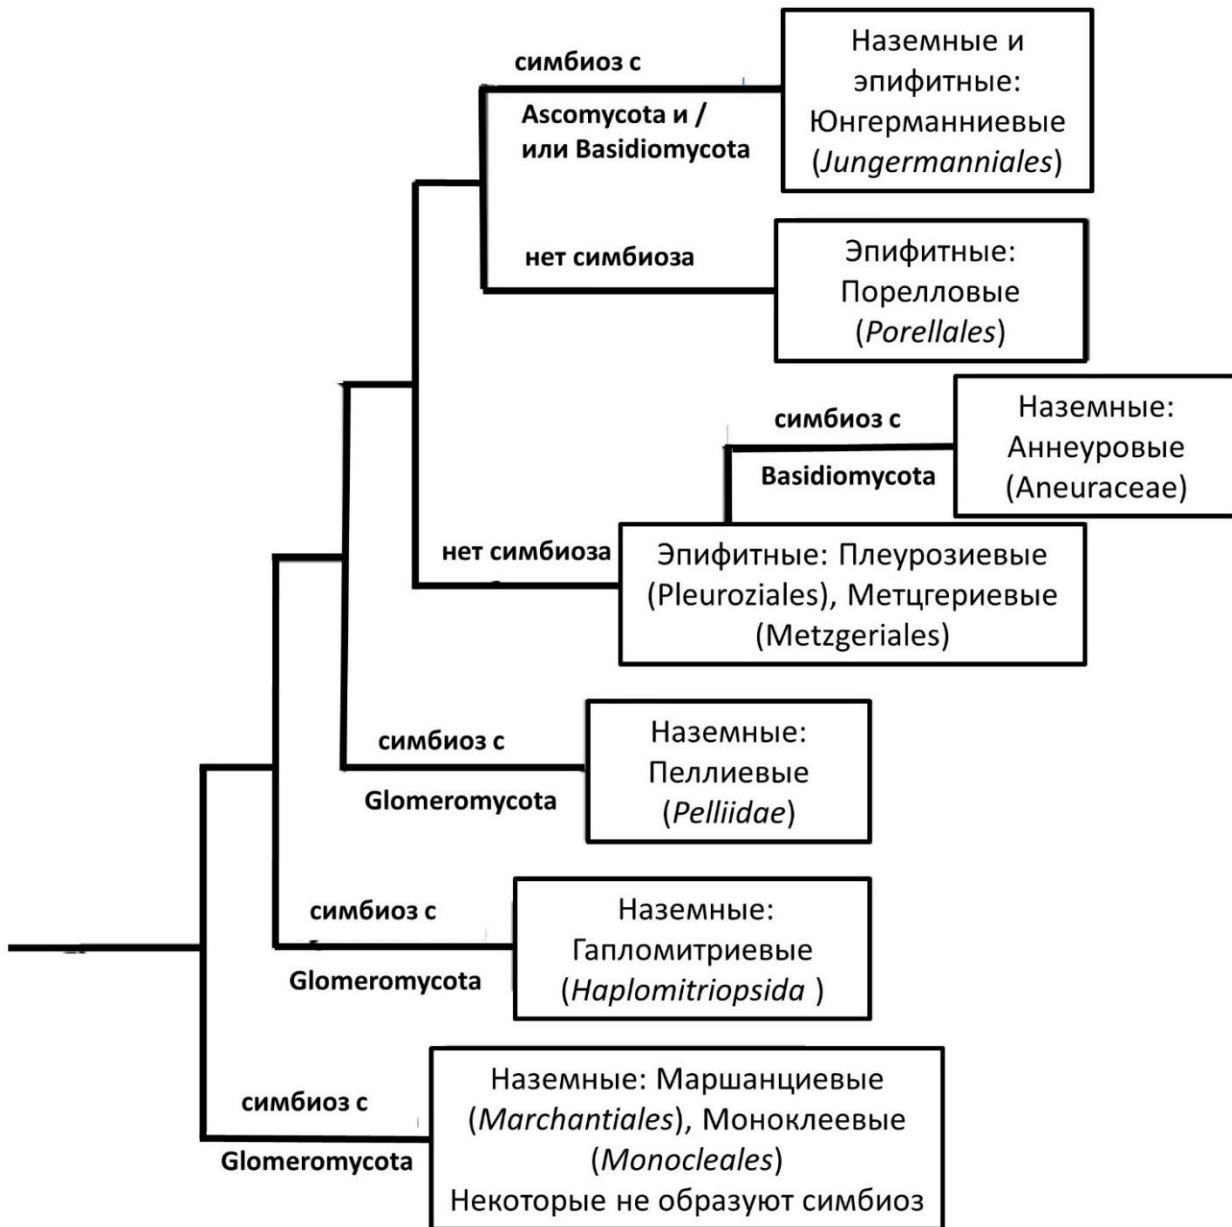 симбиоз с
Ascomycota и /
или Basidiomycota
Наземные и
эпифитные:
Юнгерманниевые
(Jungermanniales)
нет симбиоза
Эпифитные:
Порелловые
(Porellales)
симбиоз с
Basidiomycota
Наземные:
Аннеуровые
(Aneuraceae)
нет симбиоза
Эпифитные: Плеурозиевые
(Pleuroziales), Метцгериевые
(Metzgeriales)
симбиоз с
Glomeromycota
Наземные:
Пеллиевые
(Pelliidae)
симбиоз с
Glomeromycota
Наземные:
Гапломитриевые
(Haplomitriopsida )
симбиоз с
Glomeromycota
Наземные: Маршанциевые
(Marchantiales), Моноклеевые
(Monocleales)
Некоторые не образуют симбиоз